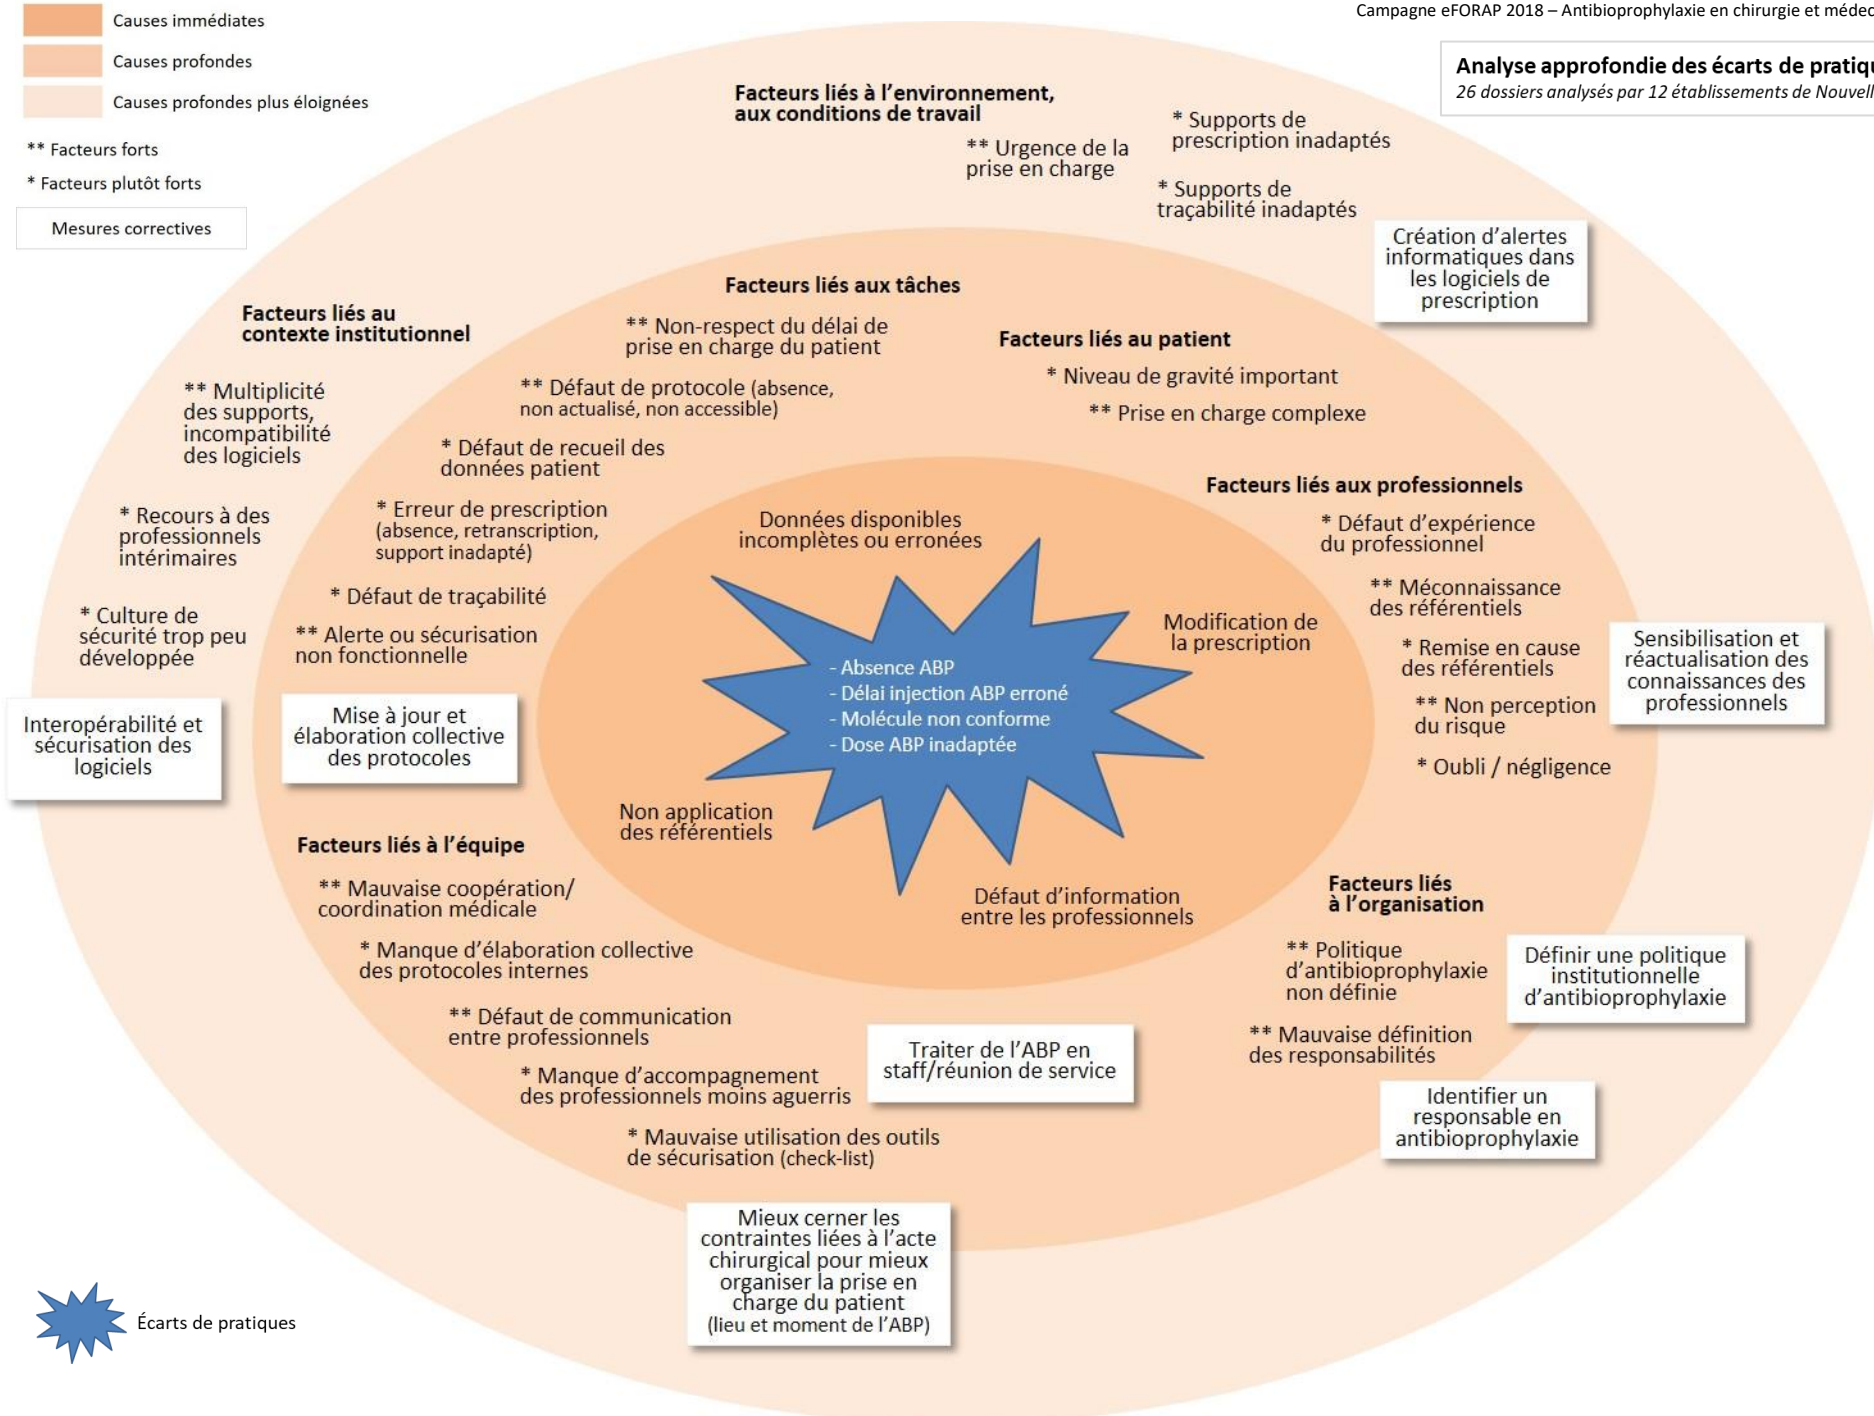 Causes immédiates
Causes profondes
Causes profondes plus éloignées
** Facteurs forts
* Facteurs plutôt forts
Mesures correctives
Campagne eFORAP 2018 – Antibioprophylaxie en chirurgie et
Analyse approfondie des écarts de
26 dossiers analysés par 12 établissements de
Facteurs liés à l’environnement,
aux conditions de travail
** Urgence de la
prise en charge
* Supports de
prescription inadaptés
* Supports de
traçabilité inadaptés
Création d’alertes
informatiques dans
les logiciels de
prescription
Facteurs liés au
contexte institutionnel
** Multiplicité
des supports,
incompatibilité
des logiciels
* Recours à des
professionnels
intérimaires
* Culture de
sécurité trop peu
développée
Interopérabilité et
sécurisation des
logiciels
Facteurs liés aux tâches
** Non-respect du délai de
prise en charge du patient
** Défaut de protocole (absence,
non actualisé, non accessible)
* Défaut de recueil des
données patient
* Erreur de prescription
(absence, retranscription,
support inadapté)
* Défaut de traçabilité
** Alerte ou sécurisation
non fonctionnelle
Mise à jour et
élaboration collective
des protocoles
Facteurs liés au patient
* Niveau de gravité important
** Prise en charge complexe
Facteurs liés aux professionnels
* Défaut d’expérience
du professionnel
** Méconnaissance
des référentiels
* Remise en cause
des référentiels
** Non perception
du risque
* Oubli / négligence
Sensibilisation et
réactualisation des
connaissances des
professionnels
Données disponibles
incomplètes ou erronées
Modification de
la prescription
- Absence ABP
- Délai injection ABP erroné
- Molécule non conforme
- Dose ABP inadaptée
Non application
des référentiels
Défaut d’information
entre les professionnels
Facteurs liés à l’équipe
** Mauvaise coopération/
coordination médicale
* Manque d’élaboration collective
des protocoles internes
** Défaut de communication
entre professionnels
* Manque d’accompagnement
des professionnels moins aguerris
* Mauvaise utilisation des outils
de sécurisation (check-list)
Traiter de l’ABP en
staff/réunion de service
Mieux cerner les
contraintes liées à l’acte
chirurgical pour mieux
organiser la prise en
charge du patient
(lieu et moment de l’ABP)
Facteurs liés
à l’organisation
** Politique
d’antibioprophylaxie
non définie
** Mauvaise définition
des responsabilités
Définir une politique
institutionnelle
d’antibioprophylaxie
Identifier un
responsable en
antibioprophylaxie
Écarts de pratiques